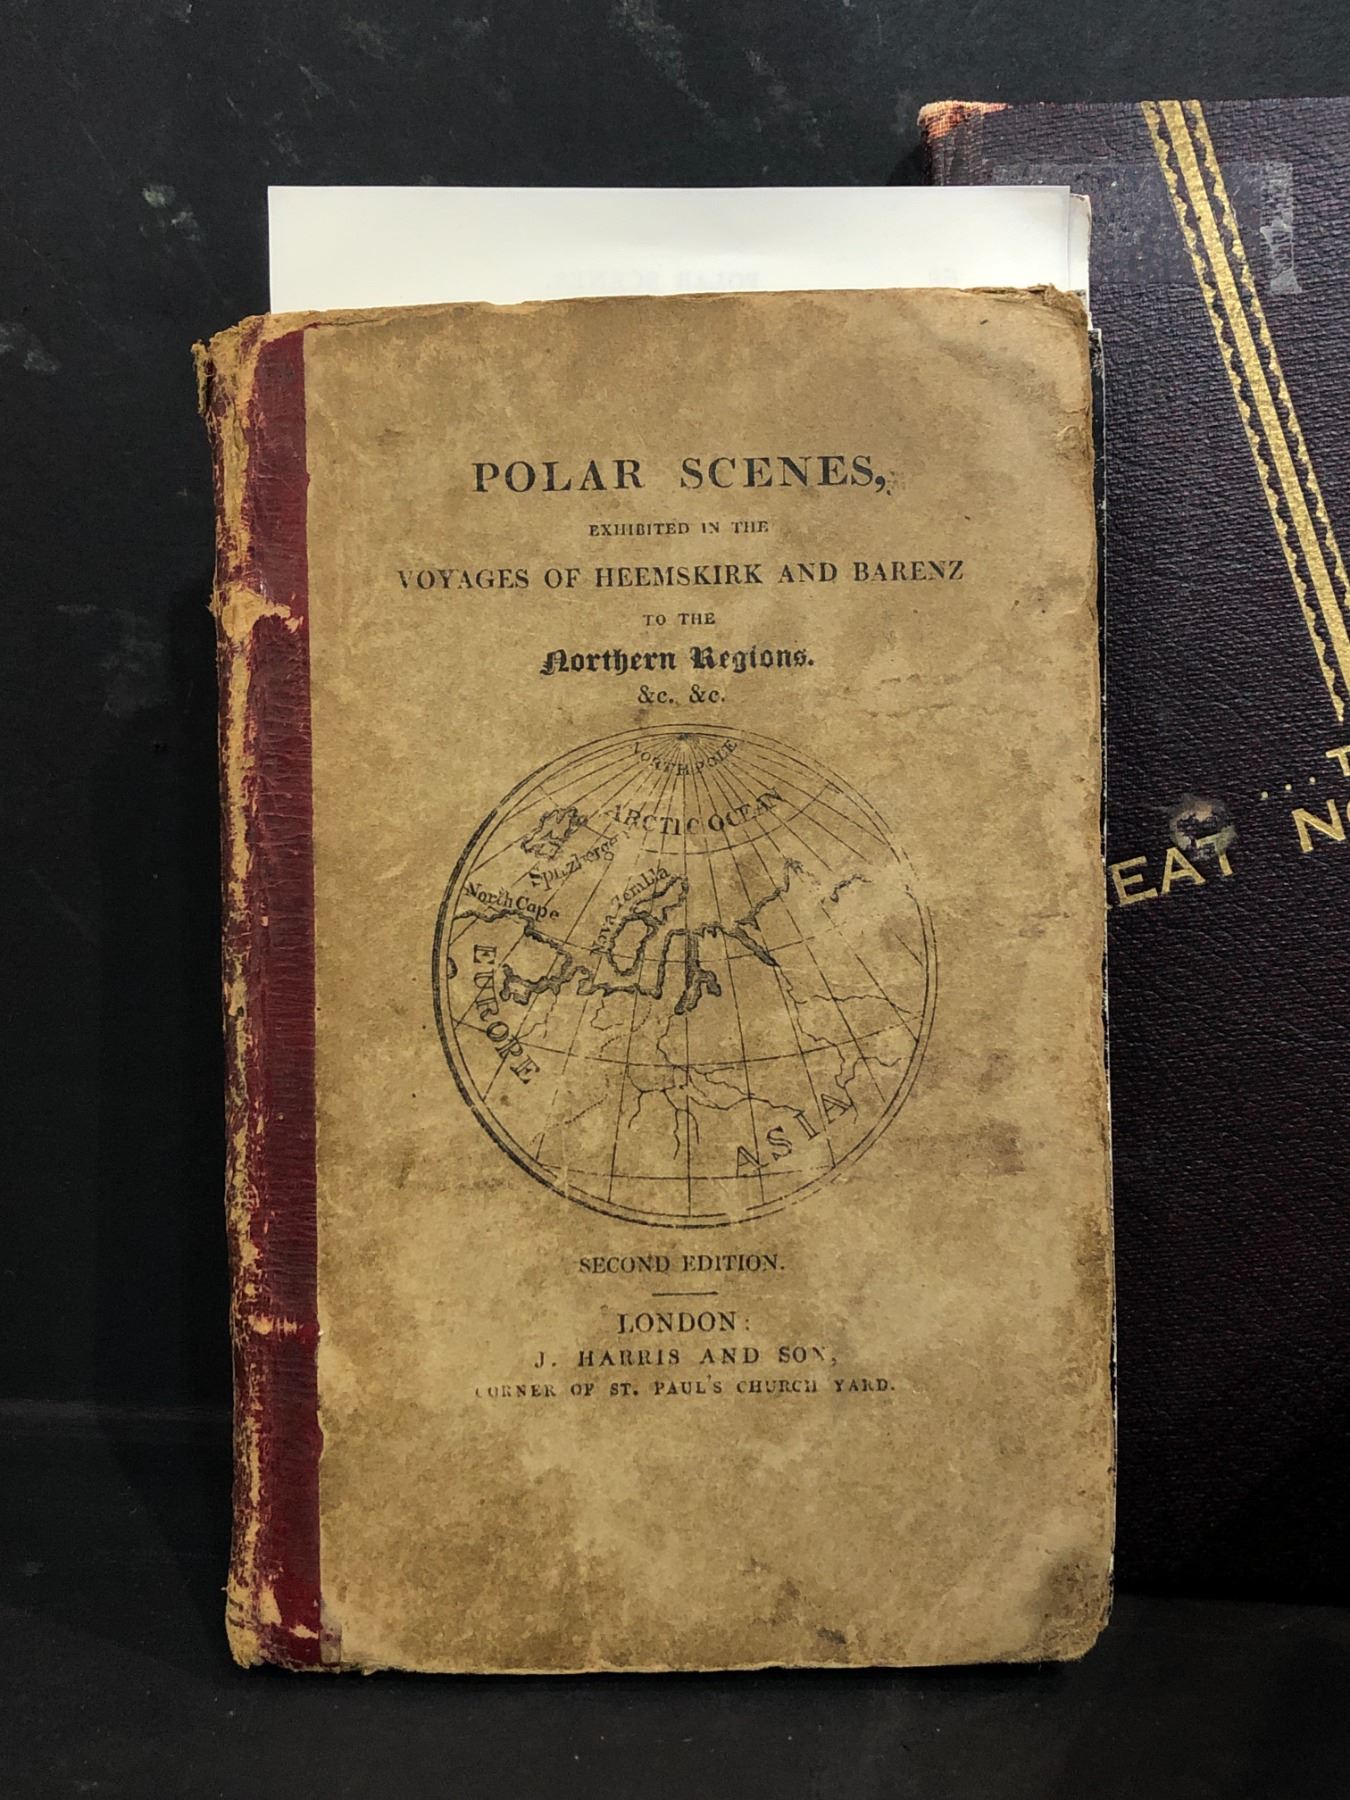 POLAR SCENES,
EXHIBITED IN THE
VOYAGES OF HEEMSKIRK AND BARENZ
TO THE
Northern Regions.
&c. &c.
NORTH POLE
ARCTIC OCEAN
Spitzbergen
North Cape
Nova Zembla
EUROPE
ASIA
SECOND EDITION.
LONDON:
J. HARRIS AND SON,
CORNER OF ST. PAUL'S CHURCH YARD.
EAT